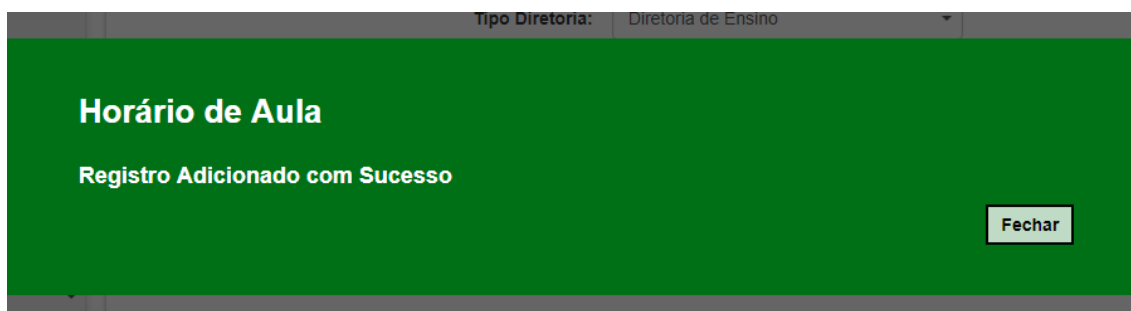 Tipo Diretoria: Diretoria de Ensino
Horário de Aula
Registro Adicionado com Sucesso
Fechar